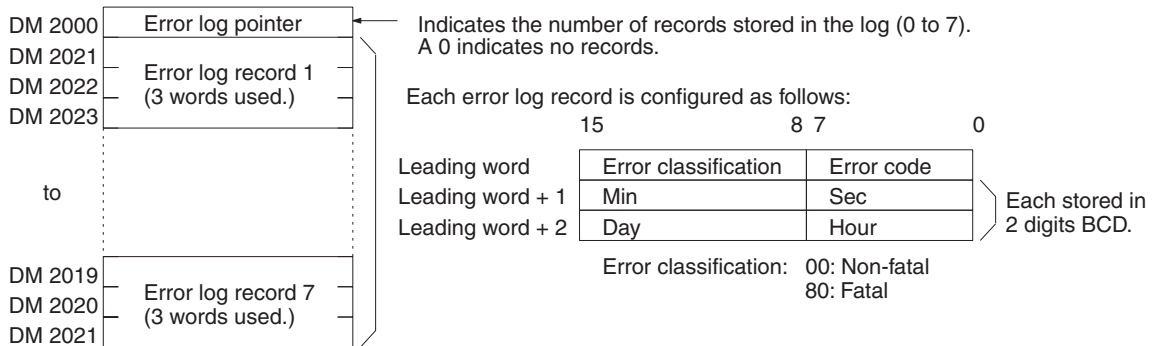 DM 2000 Error log pointer
Indicates the number of records stored in the log (0 to 7).
A 0 indicates no records.
DM 2021
DM 2022
DM 2023
Error log record 1
(3 words used.)
Each error log record is configured as follows:
15 8 7 0
Leading word Error classification Error code
Leading word + 1 Min Sec
Leading word + 2 Day Hour
Each stored in
2 digits BCD.
Error classification: 00: Non-fatal
80: Fatal
to
DM 2019
DM 2020
DM 2021
Error log record 7
(3 words used.)